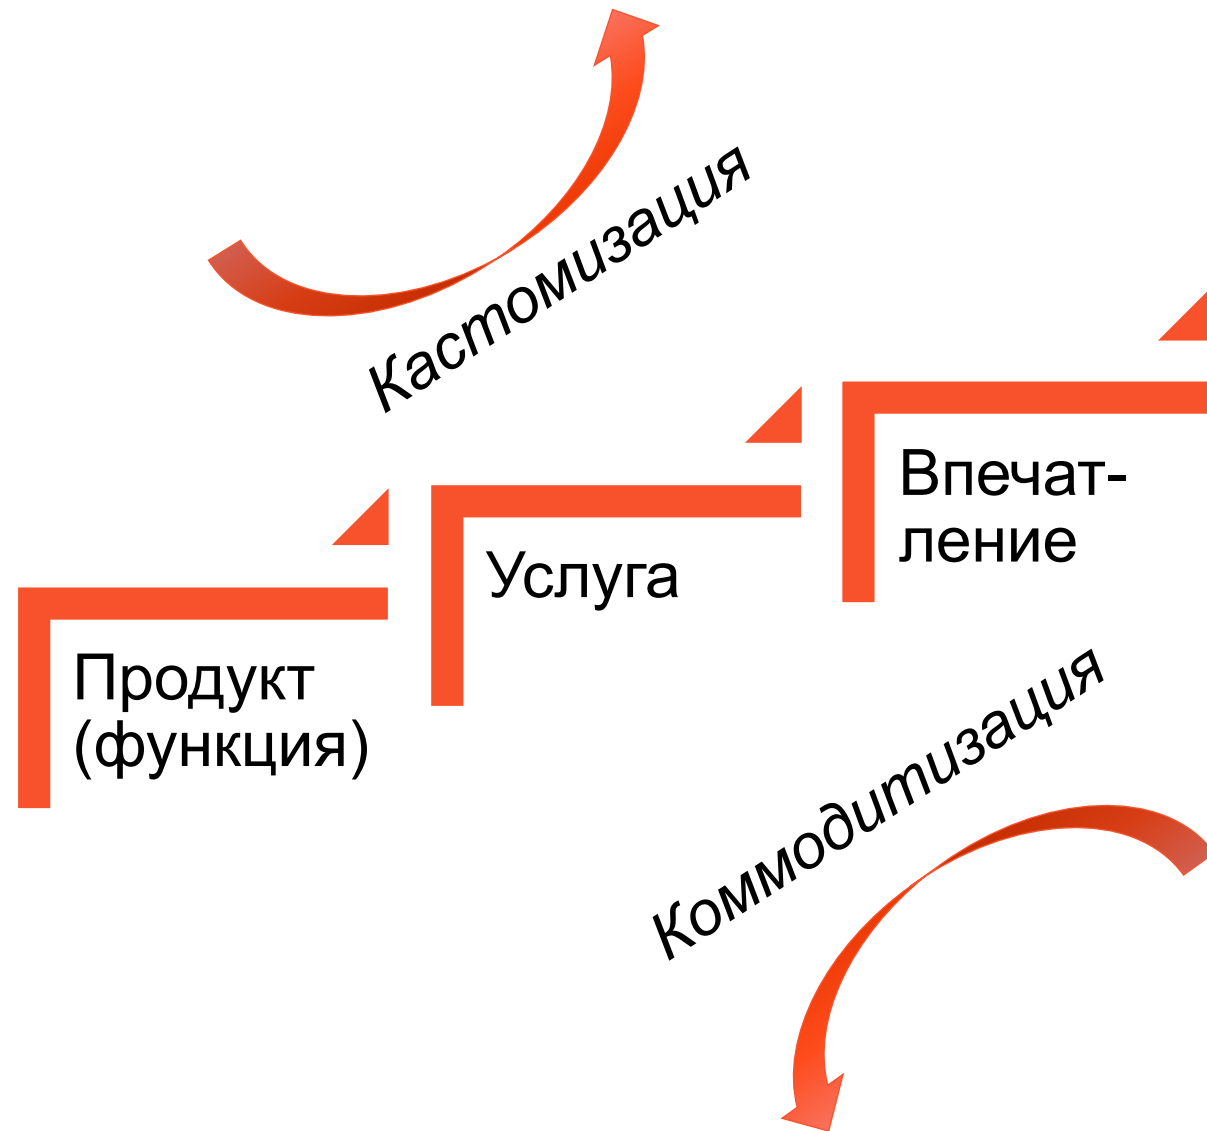 Кастомизация
Впечат-
ление
Услуга
Продукт
(функция)
Коммодитизация